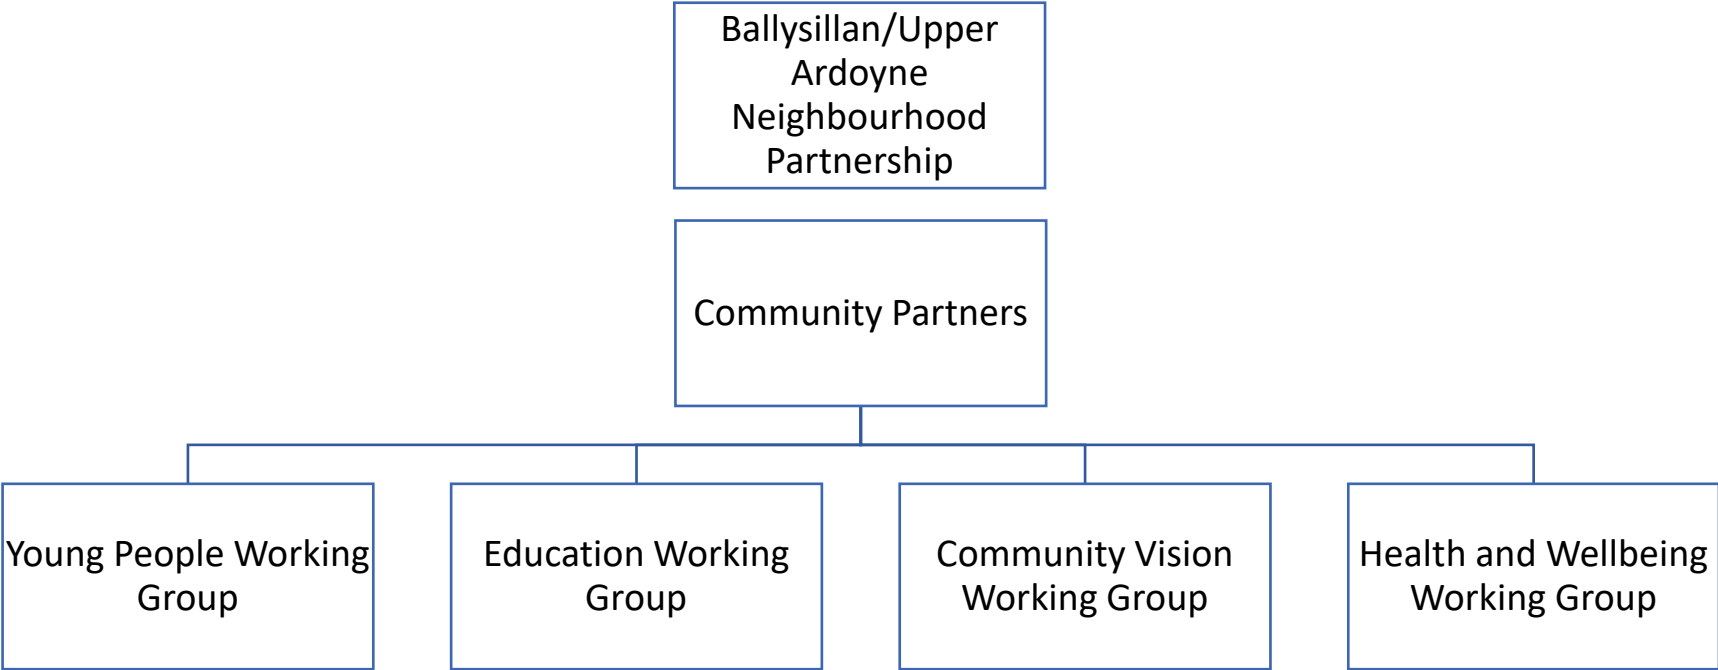 Ballysillan/Upper
Ardoyne
Neighbourhood
Partnership
Community Partners
Young People Working
Group
Education Working
Group
Community Vision
Working Group
Health and Wellbeing
Working Group